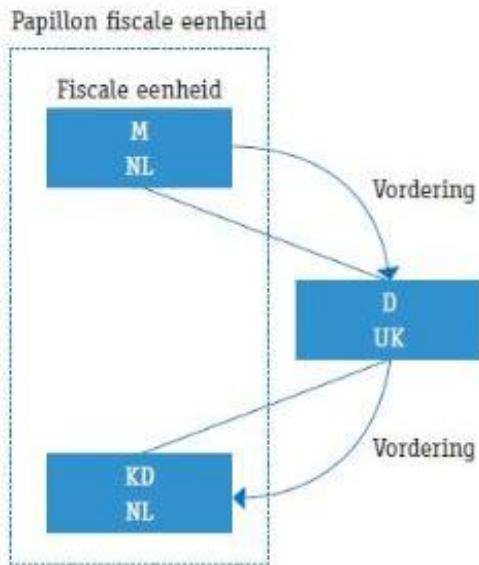 Papillon fiscale eenheid
Fiscale eenheid
M
NL
Vordering
D
UK
Vordering
KD
NL